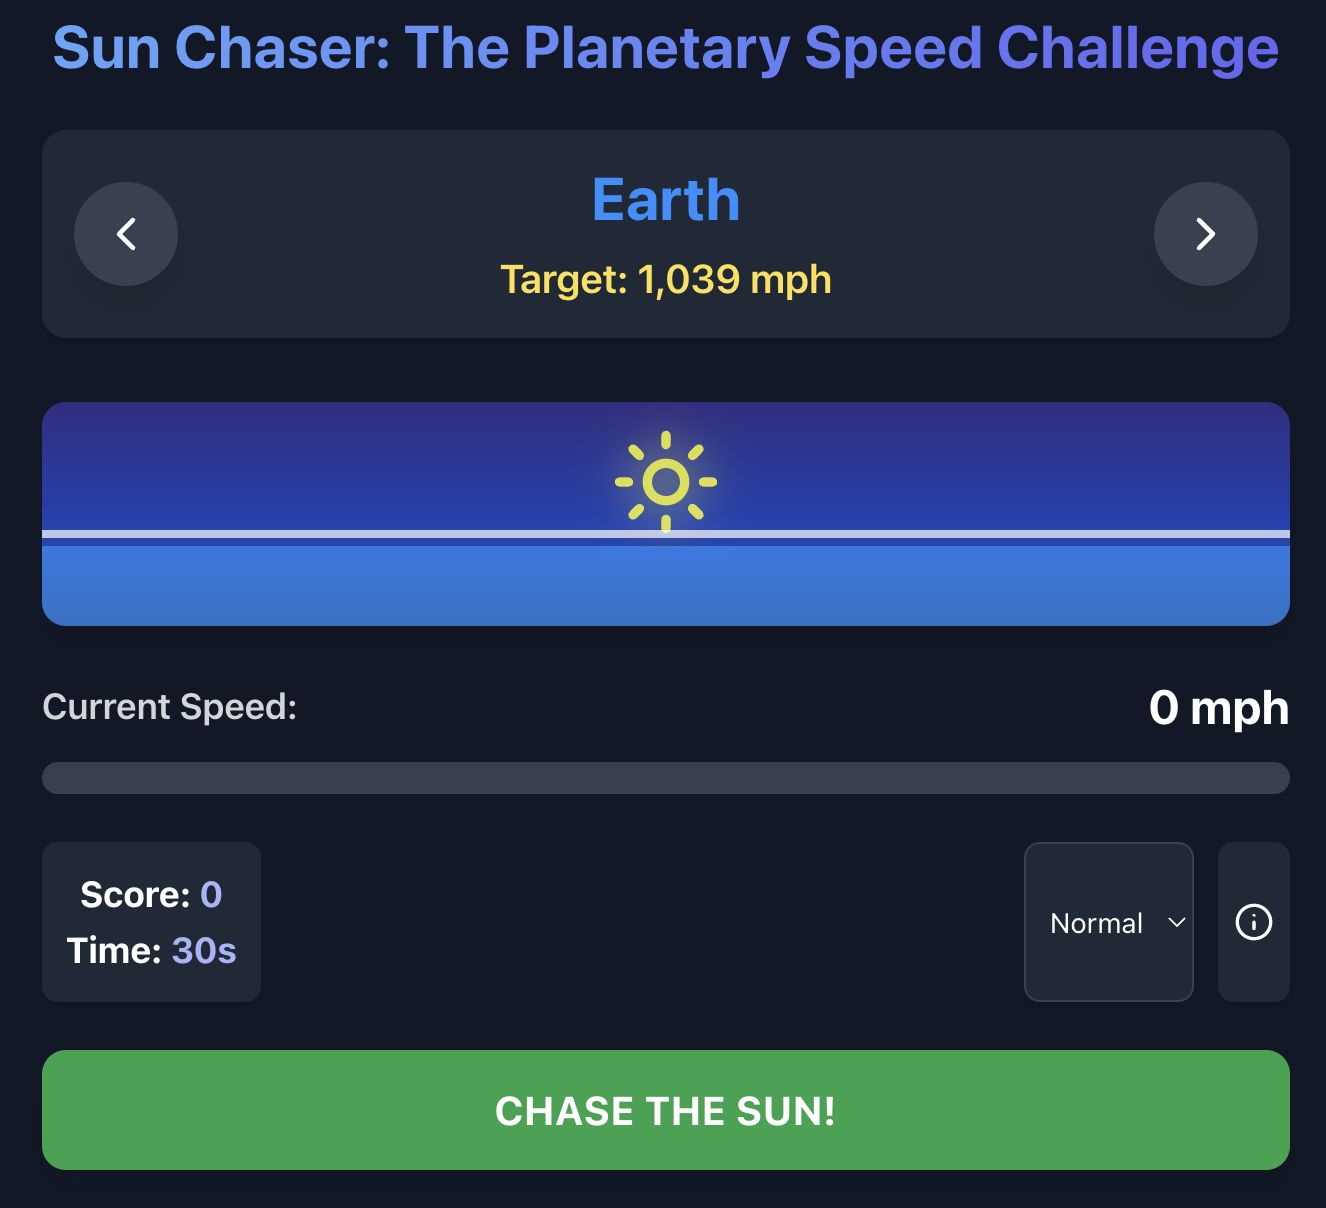 Sun Chaser: The Planetary Speed Challenge
Earth
Target: 1,039 mph
Current Speed: 0 mph
Score: 0
Time: 30s
Normal
CHASE THE SUN!